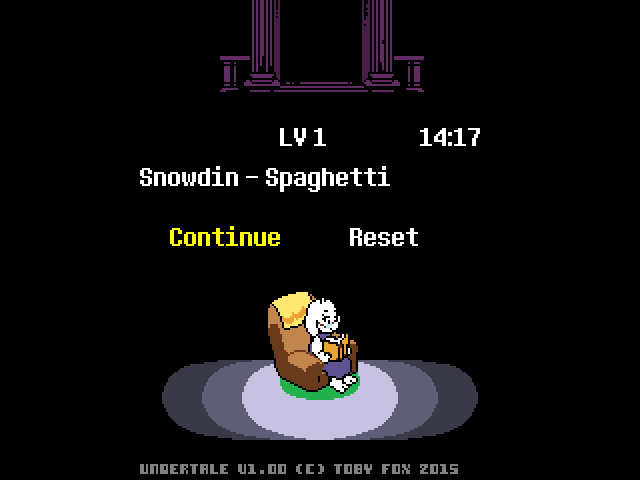 LV 1 14:17
Snowdin - Spaghetti
Continue Reset
UNDERTALE V1.00 (C) TOBY FOX 2015